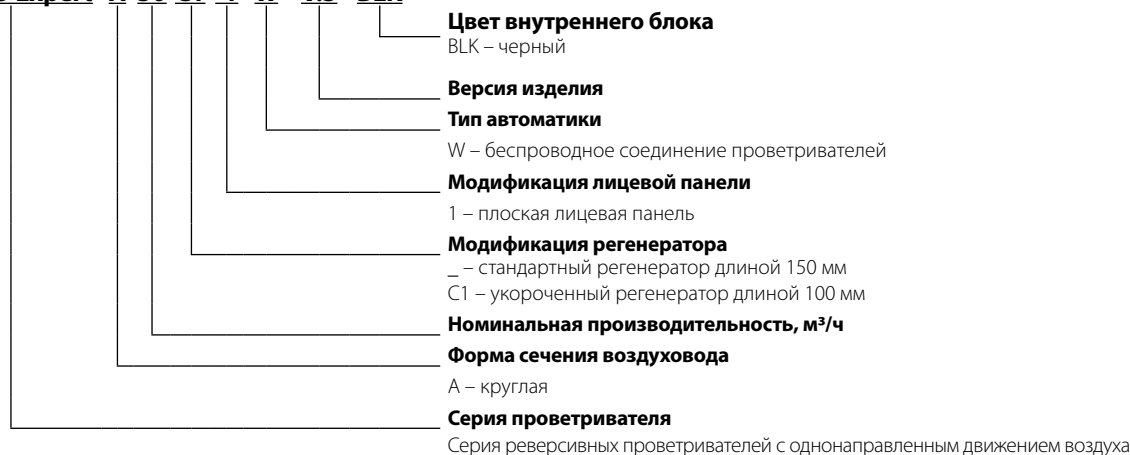 Цвет внутреннего блока
BLK – черный
Версия изделия
Тип автоматики
W – беспроводное соединение проветривателей
Модификация лицевой панели
1 – плоская лицевая панель
Модификация регенератора
_ – стандартный регенератор длиной 150 мм
С1 – укороченный регенератор длиной 100 мм
Номинальная производительность, м³/ч
Форма сечения воздуховода
А – круглая
Серия проветривателя
Серия реверсивных проветривателей с однонаправленным движением воздуха